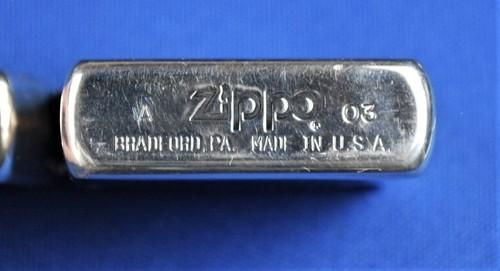 A Zippo® 03
BRADFORD, PA. MADE IN U.S.A.